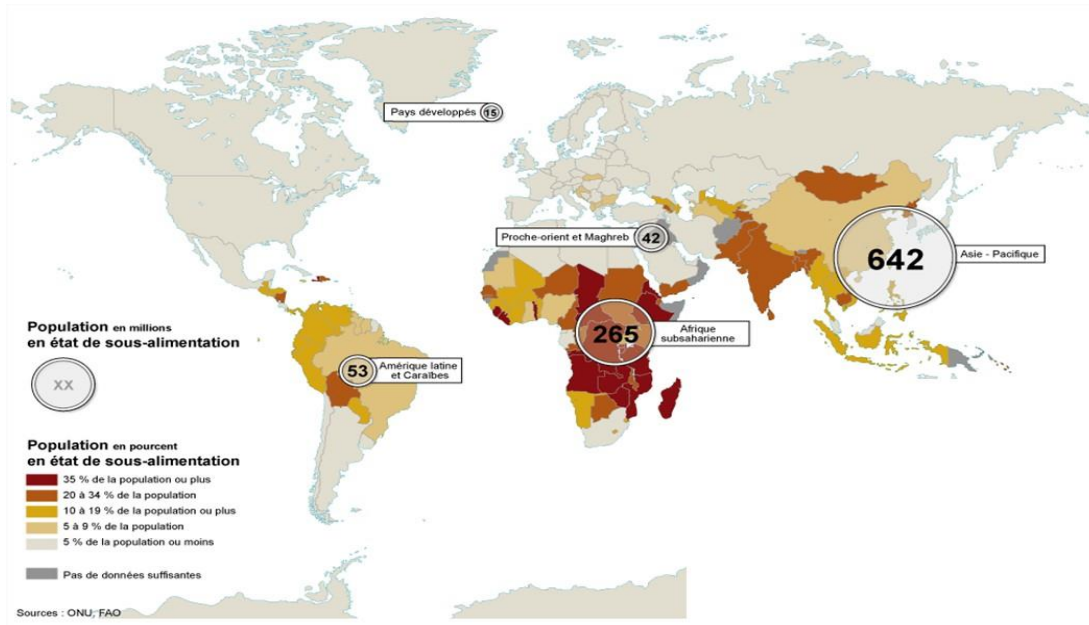 Pays développés 15
Proche-orient et Maghreb 42
642 Asie - Pacifique
265 Afrique
subsaharienne
53 Amérique latine
et Caraïbes
Population en millions
en état de sous-alimentation
XX
Population en pourcent
en état de sous-alimentation
35 % de la population ou plus
20 à 34 % de la population
10 à 19 % de la population ou plus
5 à 9 % de la population
5 % de la population ou moins
Pas de données suffisantes
Sources : ONU, FAO